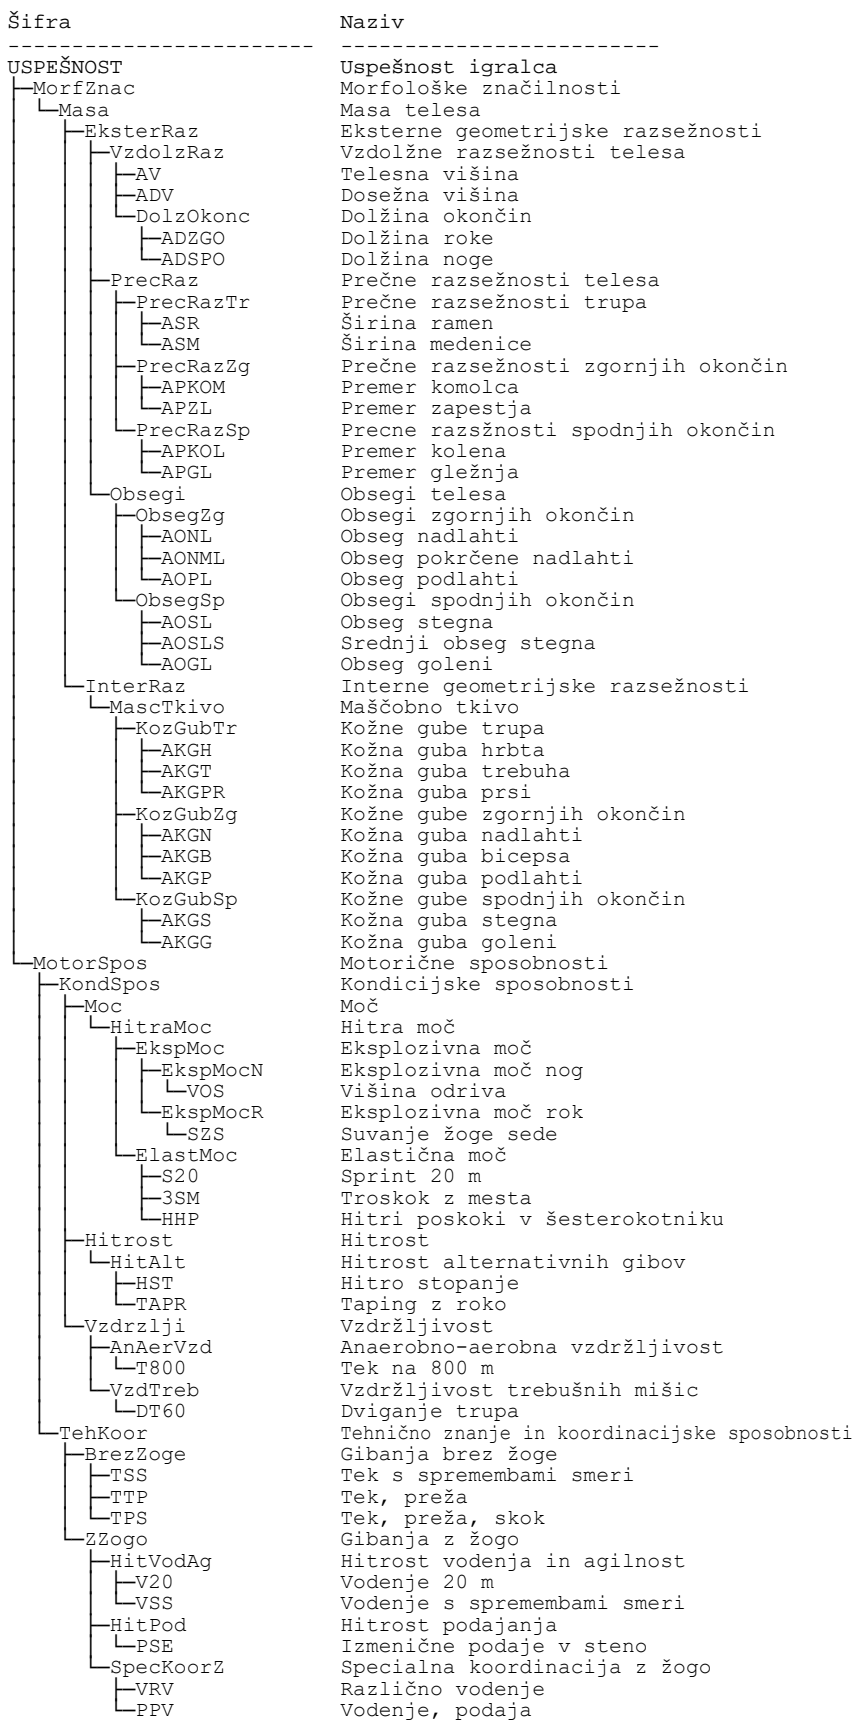 Šifra Naziv
------------------------ -------------------------
USPEŠNOST Uspešnost igralca
├─MorfZnac Morfološke značilnosti
│ └─Masa Masa telesa
│   ├─EksterRaz Eksterne geometrijske razsežnosti
│   │ ├─VzdolzRaz Vzdolžne razsežnosti telesa
│   │ │ ├─AV Telesna višina
│   │ │ ├─ADV Dosežna višina
│   │ │ └─DolzOkonc Dolžina okončin
│   │ │   ├─ADZGO Dolžina roke
│   │ │   └─ADSPO Dolžina noge
│   │ ├─PrecRaz Prečne razsežnosti telesa
│   │ │ ├─PrecRazTr Prečne razsežnosti trupa
│   │ │ │ ├─ASR Širina ramen
│   │ │ │ └─ASM Širina medenice
│   │ │ ├─PrecRazZg Prečne razsežnosti zgornjih okončin
│   │ │ │ ├─APKOM Premer komolca
│   │ │ │ └─APZL Premer zapestja
│   │ │ └─PrecRazSp Precne razsžnosti spodnjih okončin
│   │ │   ├─APKOL Premer kolena
│   │ │   └─APGL Premer gležnja
│   │ └─Obsegi Obsegi telesa
│   │   ├─ObsegZg Obsegi zgornjih okončin
│   │   │ ├─AONL Obseg nadlahti
│   │   │ ├─AONML Obseg pokrčene nadlahti
│   │   │ └─AOPL Obseg podlahti
│   │   └─ObsegSp Obsegi spodnjih okončin
│   │     ├─AOSL Obseg stegna
│   │     ├─AOSLS Srednji obseg stegna
│   │     └─AOGL Obseg goleni
│   └─InterRaz Interne geometrijske razsežnosti
│     └─MascTkivo Maščobno tkivo
│       ├─KozGubTr Kožne gube trupa
│       │ ├─AKGH Kožna guba hrbta
│       │ ├─AKGT Kožna guba trebuha
│       │ └─AKGPR Kožna guba prsi
│       ├─KozGubZg Kožne gube zgornjih okončin
│       │ ├─AKGN Kožna guba nadlahti
│       │ ├─AKGB Kožna guba bicepsa
│       │ └─AKGP Kožna guba podlahti
│       └─KozGubSp Kožne gube spodnjih okončin
│         ├─AKGS Kožna guba stegna
│         └─AKGG Kožna guba goleni
└─MotorSpos Motorične sposobnosti
  ├─KondSpos Kondicijske sposobnosti
  │ ├─Moc Moč
  │ │ └─HitraMoc Hitra moč
  │ │   ├─EkspMoc Eksplozivna moč
  │ │   │ ├─EkspMocN Eksplozivna moč nog
  │ │   │ │ └─VOS Višina odriva
  │ │   │ └─EkspMocR Eksplozivna moč rok
  │ │   │   └─SZS Suvanje žoge sede
  │ │   └─ElastMoc Elastična moč
  │ │     ├─S20 Sprint 20 m
  │ │     ├─3SM Troskok z mesta
  │ │     └─HHP Hitri poskoki v šesterokotniku
  │ ├─Hitrost Hitrost
  │ │ └─HitAlt Hitrost alternativnih gibov
  │ │   ├─HST Hitro stopanje
  │ │   └─TAPR Taping z roko
  │ └─Vzdrzlji Vzdržljivost
  │   ├─AnAerVzd Anaerobno-aerobna vzdržljivost
  │   │ └─T800 Tek na 800 m
  │   └─VzdTreb Vzdržljivost trebušnih mišic
  │     └─DT60 Dviganje trupa
  └─TehKoor Tehnično znanje in koordinacijske sposobnosti
    ├─BrezZoge Gibanja brez žoge
    │ ├─TSS Tek s spremembami smeri
    │ ├─TTP Tek, preža
    │ └─TPS Tek, preža, skok
    └─ZZogo Gibanja z žogo
      ├─HitVodAg Hitrost vodenja in agilnost
      │ ├─V20 Vodenje 20 m
      │ └─VSS Vodenje s spremembami smeri
      ├─HitPod Hitrost podajanja
      │ └─PSE Izmenične podaje v steno
      └─SpecKoorZ Specialna koordinacija z žogo
        ├─VRV Različno vodenje
        └─PPV Vodenje, podaja